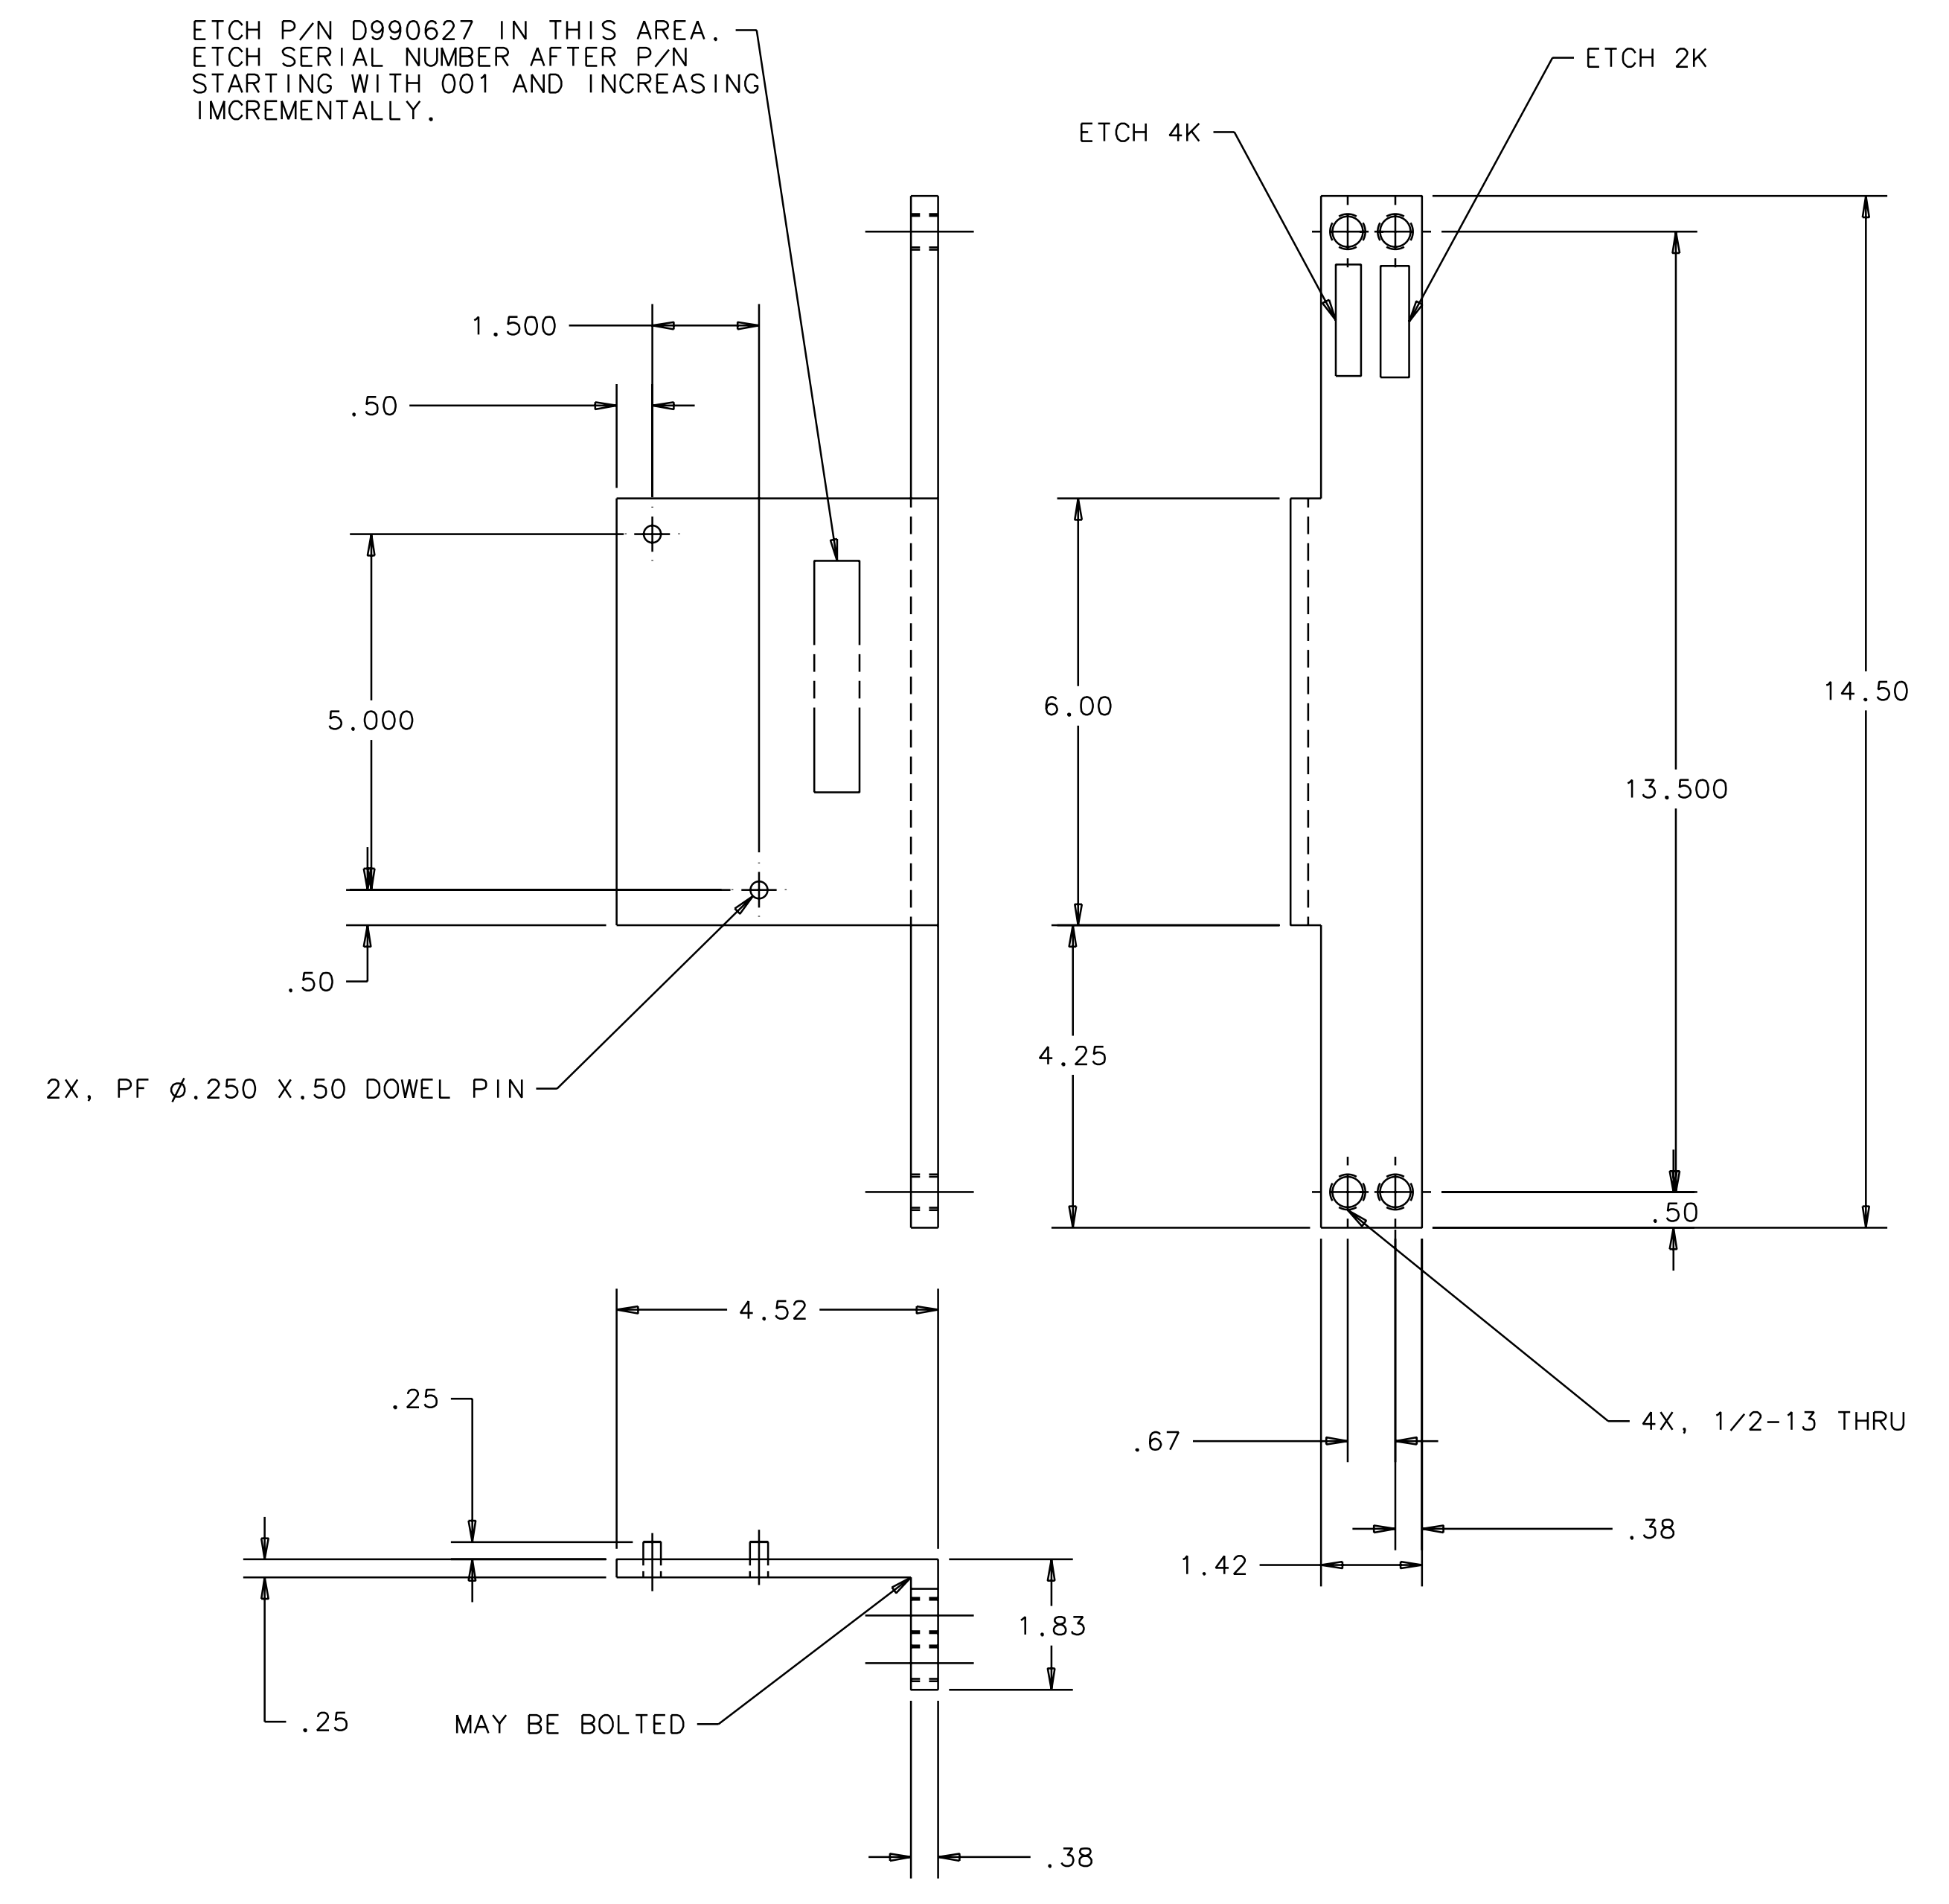 ETCH P/N D990627 IN THIS AREA.
ETCH SERIAL NUMBER AFTER P/N
STARTING WITH 001 AND INCREASING
IMCREMENTALLY.
ETCH 2K
ETCH 4K
1.500
.50
5.000
6.00
14.50
13.500
.50
4.25
2X, PF Ø.250 X.50 DOWEL PIN
.50
4.52
.25
4X, 1/2-13 THRU
.67
.38
1.42
1.83
.25
MAY BE BOLTED
.38